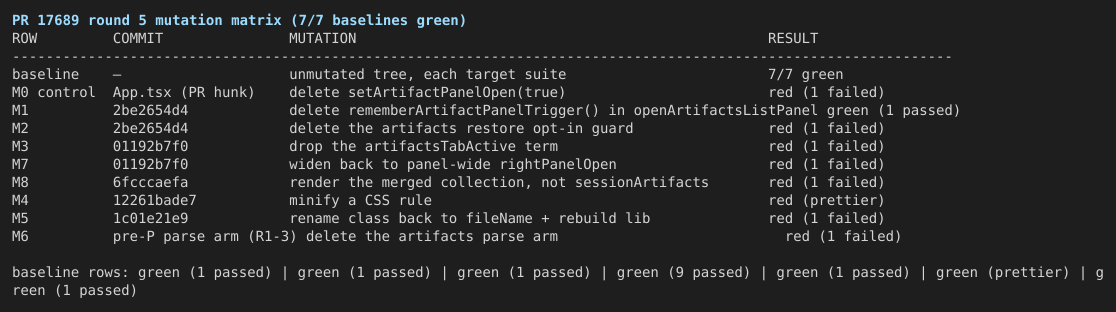 PR 17689 round 5 mutation matrix (7/7 baselines green)
ROW COMMIT MUTATION RESULT
--------------------------------------------------------------------------------------------------------------------
baseline — unmutated tree, each target suite 7/7 green
M0 control App.tsx (PR hunk) delete setArtifactPanelOpen(true) red (1 failed)
M1 2be2654d4 delete rememberArtifactPanelTrigger() in openArtifactsListPanel green (1 passed)
M2 2be2654d4 delete the artifacts restore opt-in guard red (1 failed)
M3 01192b7f0 drop the artifactsTabActive term red (1 failed)
M7 01192b7f0 widen back to panel-wide rightPanelOpen red (1 failed)
M8 6fcccaefa render the merged collection, not sessionArtifacts red (1 failed)
M4 12261bade7 minify a CSS rule red (prettier)
M5 1c01e21e9 rename class back to fileName + rebuild lib red (1 failed)
M6 pre-P parse arm (R1-3) delete the artifacts parse arm red (1 failed)
baseline rows: green (1 passed) | green (1 passed) | green (1 passed) | green (9 passed) | green (1 passed) | green (prettier) | g
reen (1 passed)